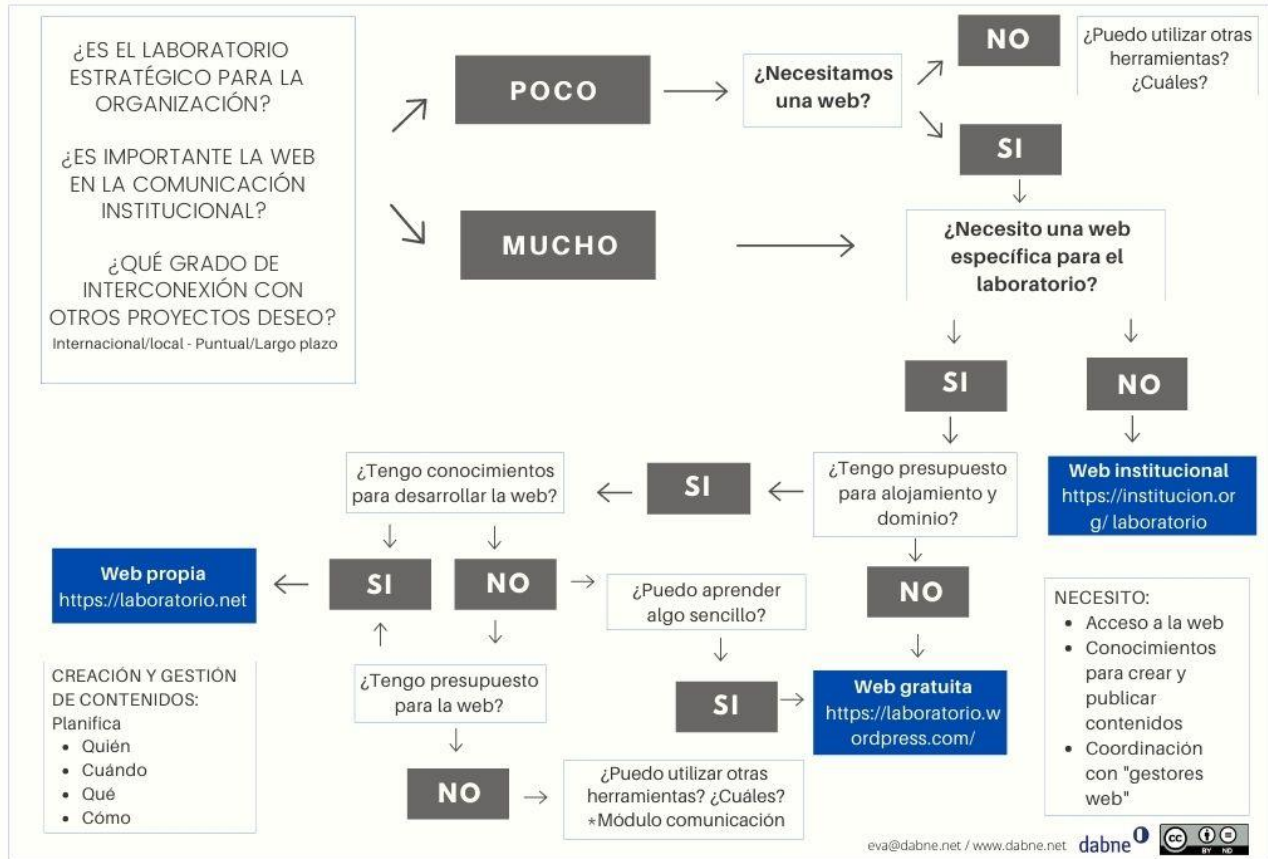 ¿ES EL LABORATORIO
ESTRATÉGICO PARA LA
ORGANIZACIÓN?
¿ES IMPORTANTE LA WEB
EN LA COMUNICACIÓN
INSTITUCIONAL?
¿QUÉ GRADO DE
INTERCONEXIÓN CON
OTROS PROYECTOS DESEO?
Internacional/local - Puntual/Largo plazo
POCO
MUCHO
¿Necesitamos
una web?
NO
¿Puedo utilizar otras
herramientas?
¿Cuáles?
SI
¿Necesito una web
específica para el
laboratorio?
SI
NO
Web institucional
https://institucion.or
g/ laboratorio
¿Tengo presupuesto
para alojamiento y
dominio?
SI
NO
¿Tengo conocimientos
para desarrollar la web?
SI
NO
Web propia
https://laboratorio.net
¿Puedo aprender
algo sencillo?
SI
Web gratuita
https://laboratorio.w
ordpress.com/
¿Tengo presupuesto
para la web?
NO
¿Puedo utilizar otras
herramientas? ¿Cuáles?
*Módulo comunicación
CREACIÓN Y GESTIÓN
DE CONTENIDOS:
Planifica
• Quién
• Cuándo
• Qué
• Cómo
NECESITO:
• Acceso a la web
• Conocimientos
para crear y
publicar
contenidos
• Coordinación
con "gestores
web"
eva@dabne.net / www.dabne.net
dabne
cc
BY ND